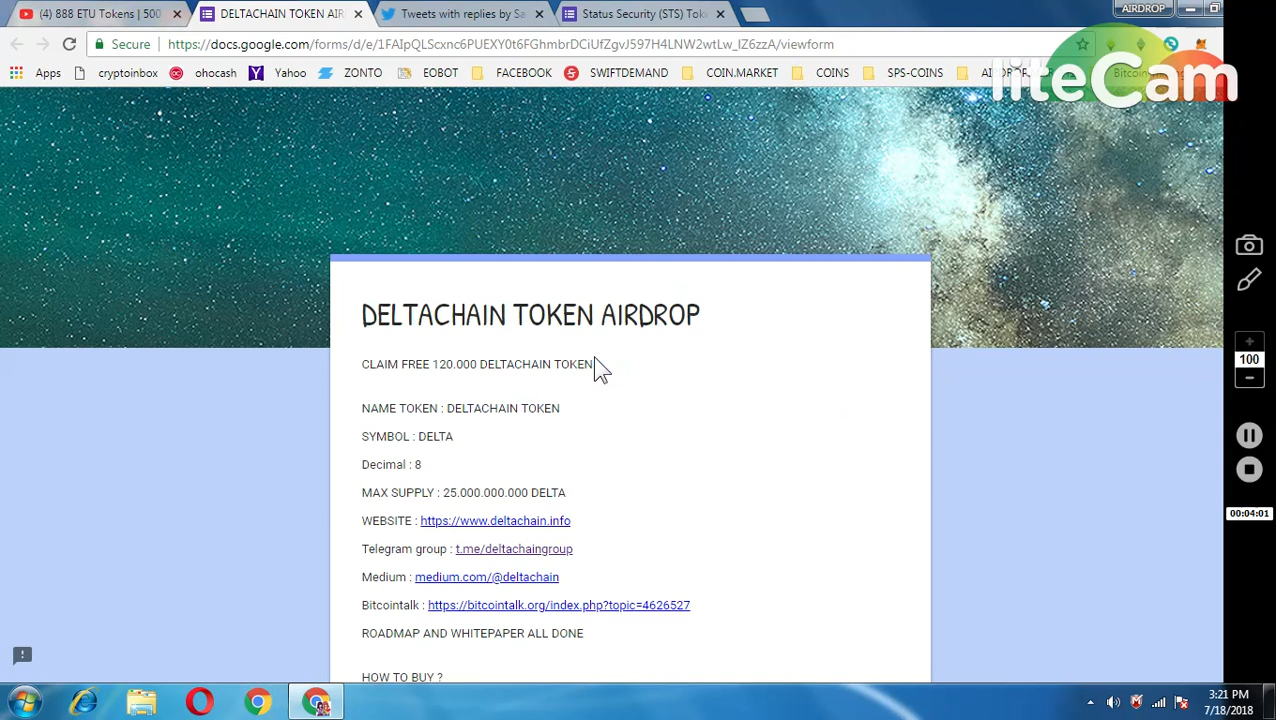 (4) 888 ETU Tokens | 500
DELTACHAIN TOKEN AIR
Tweets with replies by Sa
Status Security (STS) Tok
AIRDROP
Secure
https://docs.google.com/forms/d/e/1FAIpQLScxnc6PUEXY0t6FGhmbrDCiUfZgvJ597H4LNW2wtLw_IZ6zzA/viewform
Apps
cryptoinbox
ohocash
Yahoo
ZONTO
EOBOT
FACEBOOK
SWIFTDEMAND
COIN.MARKET
COINS
SPS-COINS
liteCam
DELTACHAIN TOKEN AIRDROP
CLAIM FREE 120.000 DELTACHAIN TOKEN
NAME TOKEN : DELTACHAIN TOKEN
SYMBOL : DELTA
Decimal : 8
MAX SUPPLY : 25.000.000.000 DELTA
WEBSITE : https://www.deltachain.info
Telegram group : t.me/deltachaingroup
Medium : medium.com/@deltachain
Bitcointalk : https://bitcointalk.org/index.php?topic=4626527
ROADMAP AND WHITEPAPER ALL DONE
HOW TO BUY ?
100
00:04:01
3:21 PM
7/18/2018